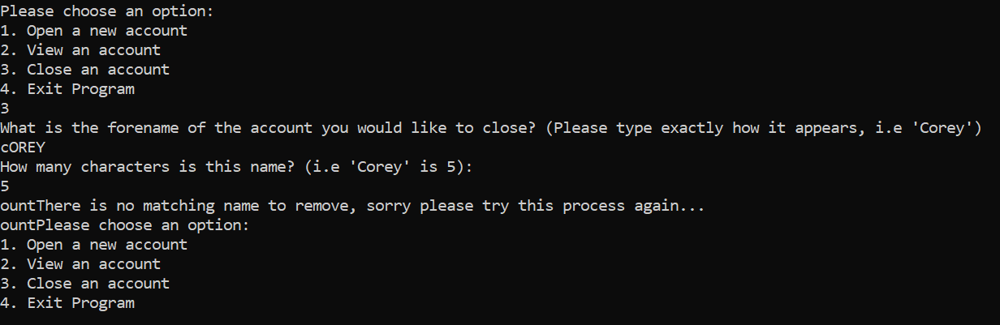 Please choose an option:
1. Open a new account
2. View an account
3. Close an account
4. Exit Program
3
What is the forename of the account you would like to close? (Please type exactly how it appears, i.e 'Corey')
cOREY
How many characters is this name? (i.e 'Corey' is 5):
5
ountThere is no matching name to remove, sorry please try this process again...
ountPlease choose an option:
1. Open a new account
2. View an account
3. Close an account
4. Exit Program